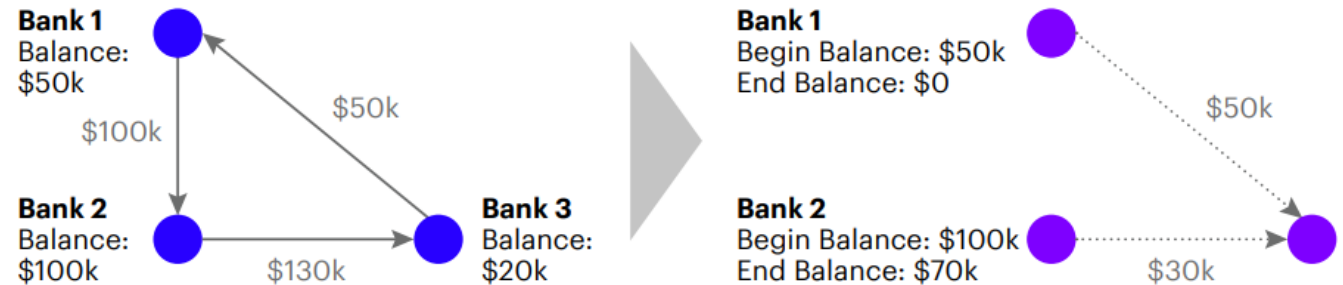 Bank 1
Balance:
$50k
$100k
$50k
Bank 2
Balance:
$100k
$130k
Bank 3
Balance:
$20k
Bank 1
Begin Balance: $50k
End Balance: $0
$50k
Bank 2
Begin Balance: $100k
End Balance: $70k
$30k